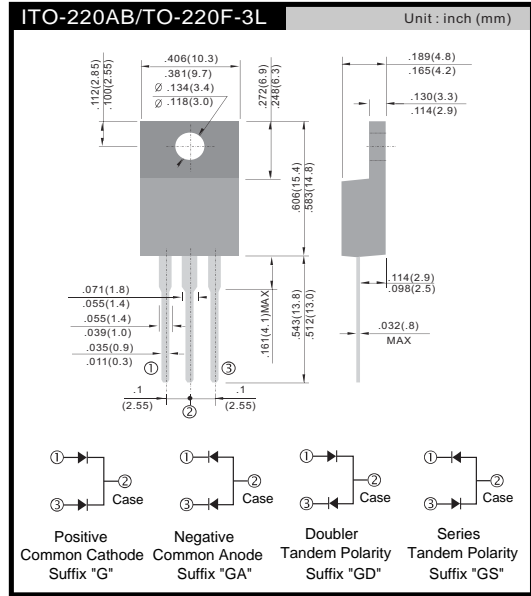 ITO-220AB/TO-220F-3L
Unit : inch (mm)
.406(10.3)
.381(9.7)
Ø .134(3.4)
Ø .118(3.0)
.112(2.85)
.100(2.55)
.272(6.9)
.248(6.3)
.189(4.8)
.165(4.2)
.130(3.3)
.114(2.9)
.606(15.4)
.583(14.8)
.071(1.8)
.055(1.4)
.055(1.4)
.039(1.0)
.035(0.9)
.011(0.3)
.161(4.1)MAX
.543(13.8)
.512(13.0)
.114(2.9)
.098(2.5)
.032(.8)
MAX
① ③
.1 .1
(2.55) ② (2.55)
① ① ① ①
② ② ② ②
③ Case ③ Case ③ Case ③ Case
Positive Negative Doubler Series
Common Cathode Common Anode Tandem Polarity Tandem Polarity
Suffix "G" Suffix "GA" Suffix "GD" Suffix "GS"